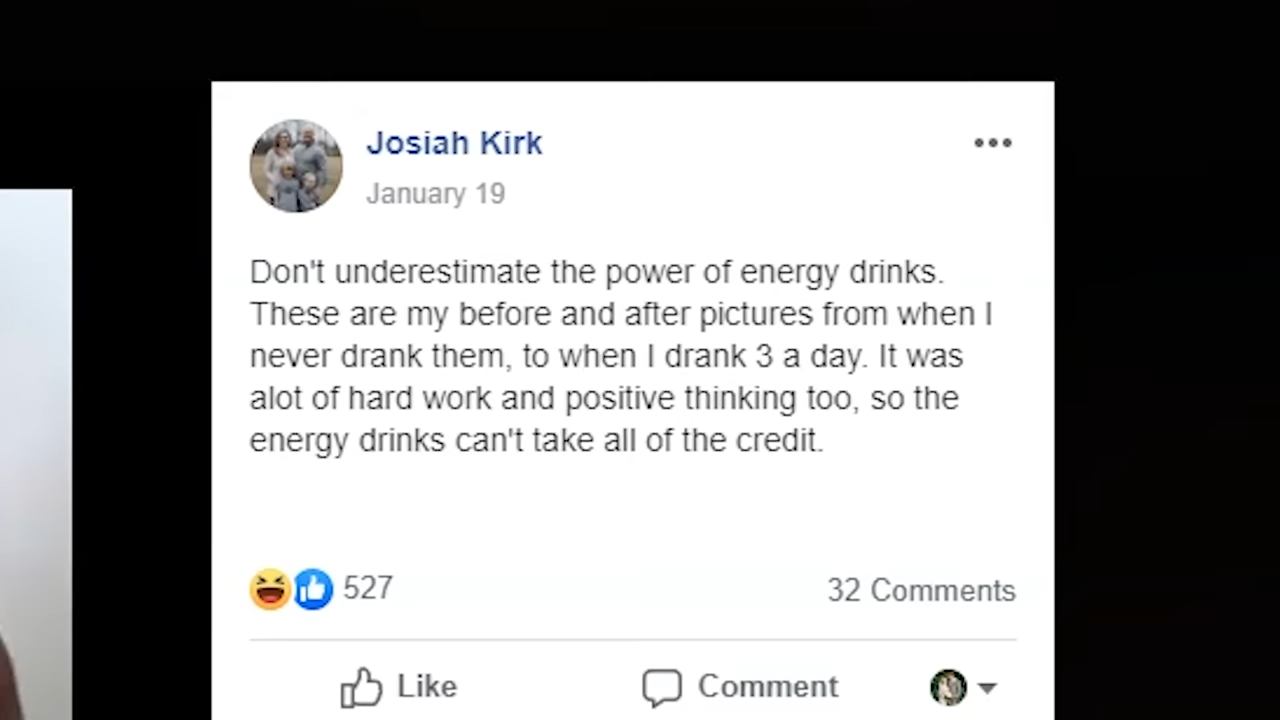 Josiah Kirk
January 19
Don't underestimate the power of energy drinks.
These are my before and after pictures from when I
never drank them, to when I drank 3 a day. It was
alot of hard work and positive thinking too, so the
energy drinks can't take all of the credit.
527
32 Comments
Like
Comment